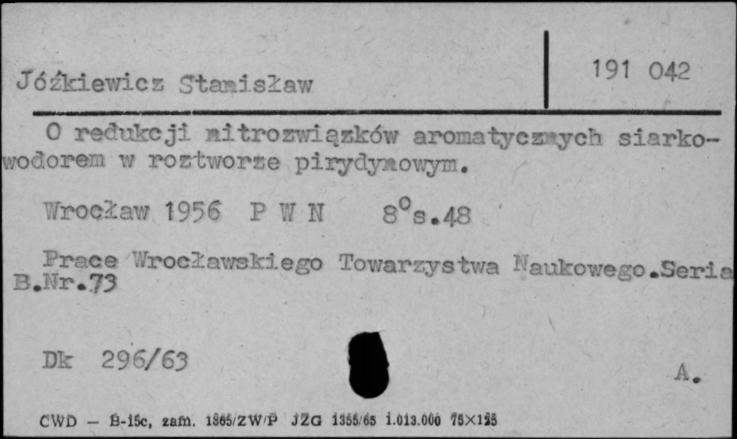 Jóźkiewicz Stanisław
191 042
O redukcji nitrozwiązków aromatycznych siarko-
wodorem w roztworze pirydynowym.
Wrocław 1956 P W N 8°s.48
Prace Wrocławskiego Towarzystwa Naukowego.Seria
B.Nr.73
Dk 296/63
A.
CWD — B-15c, zam. 1865/ZW/P JZG 1355/65 1.013.000 75×125